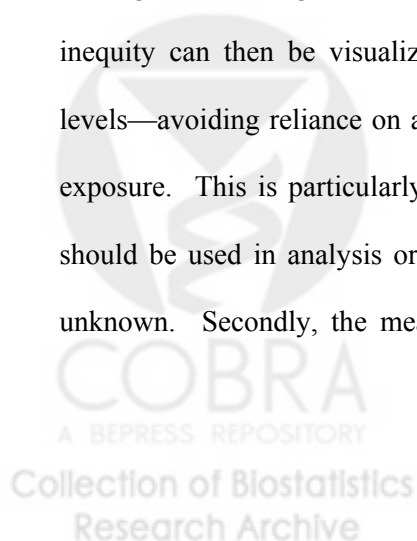 inequity can then be visualiz
levels—avoiding reliance on a
exposure. This is particularly
should be used in analysis or
unknown. Secondly, the mea
COBRA
A BEPRESS REPOSITORY
Collection of Biostatistics
Research Archive